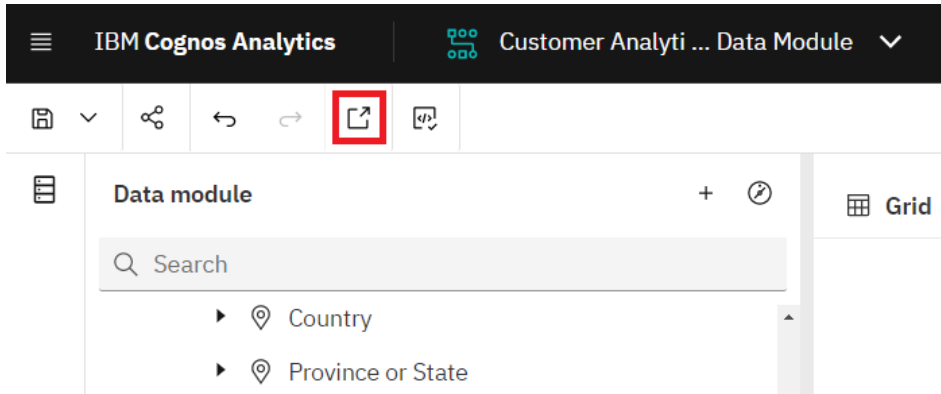 IBM Cognos Analytics
Customer Analyti ... Data Module
Data module
Grid
Search
Country
Province or State